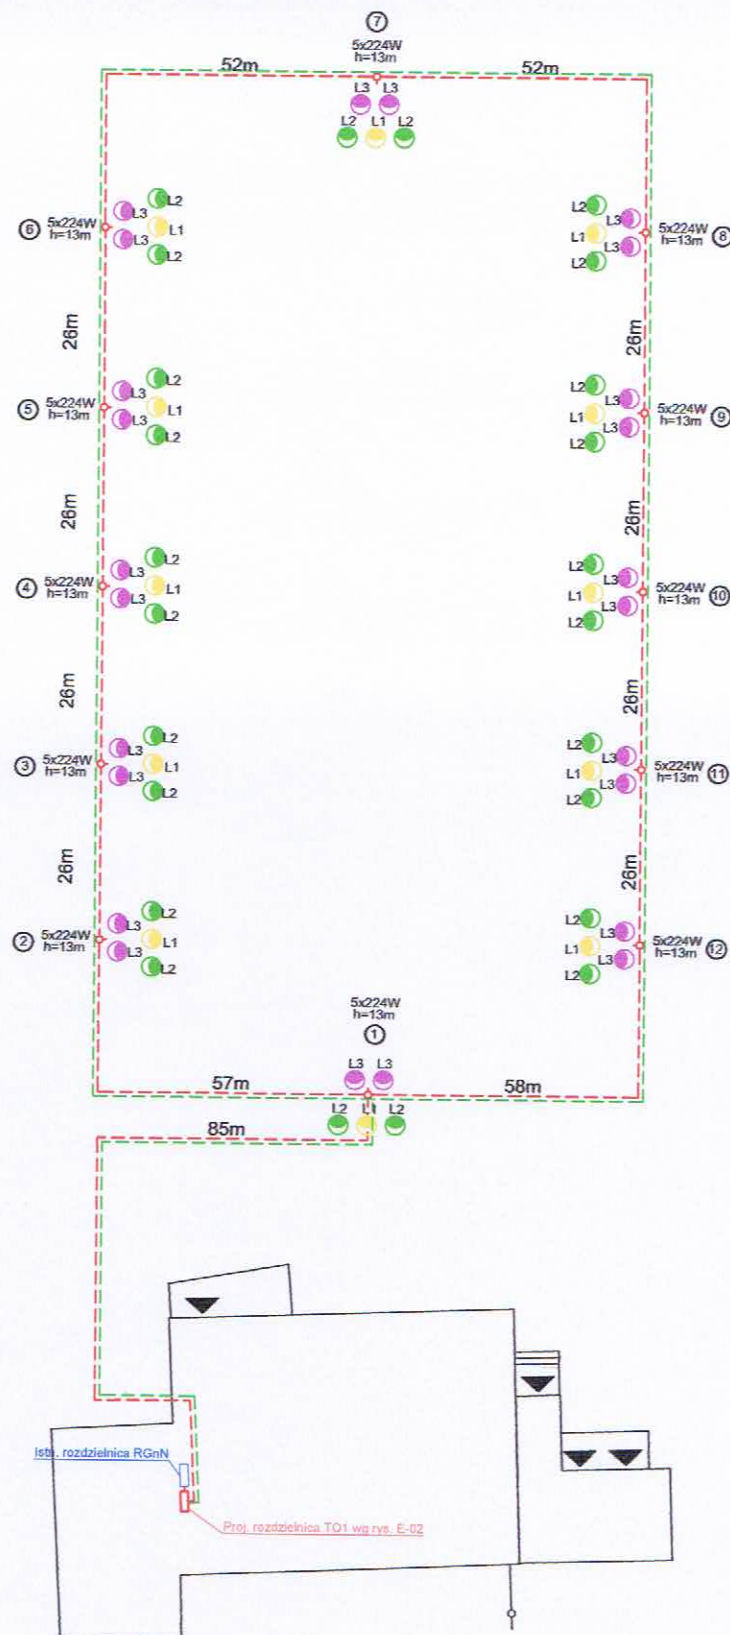 7
5x224W
h=13m
52m
52m
L3 L3
L2 L1 L2
L2
L3
6 5x224W
h=13m
L1
L3
L2
L2
L3
5x224W
h=13m 8
L1
L3
L2
26m
26m
L2
L3
5 5x224W
h=13m
L1
L3
L2
L2
L3
5x224W
h=13m 9
L1
L3
L2
26m
26m
L2
L3
4 5x224W
h=13m
L1
L3
L2
L2
L3
5x224W
h=13m 10
L1
L3
L2
26m
26m
L2
L3
3 5x224W
h=13m
L1
L3
L2
L2
L3
5x224W
h=13m 11
L1
L3
L2
26m
26m
L2
L3
2 5x224W
h=13m
L1
L3
L2
L2
L3
5x224W
h=13m 12
L1
L3
L2
5x224W
h=13m
1
L3 L3
57m
58m
L2 L1 L2
85m
istn. rozdzielnica RGnN
Proj. rozdzielnica TO1 wg rys. E-02